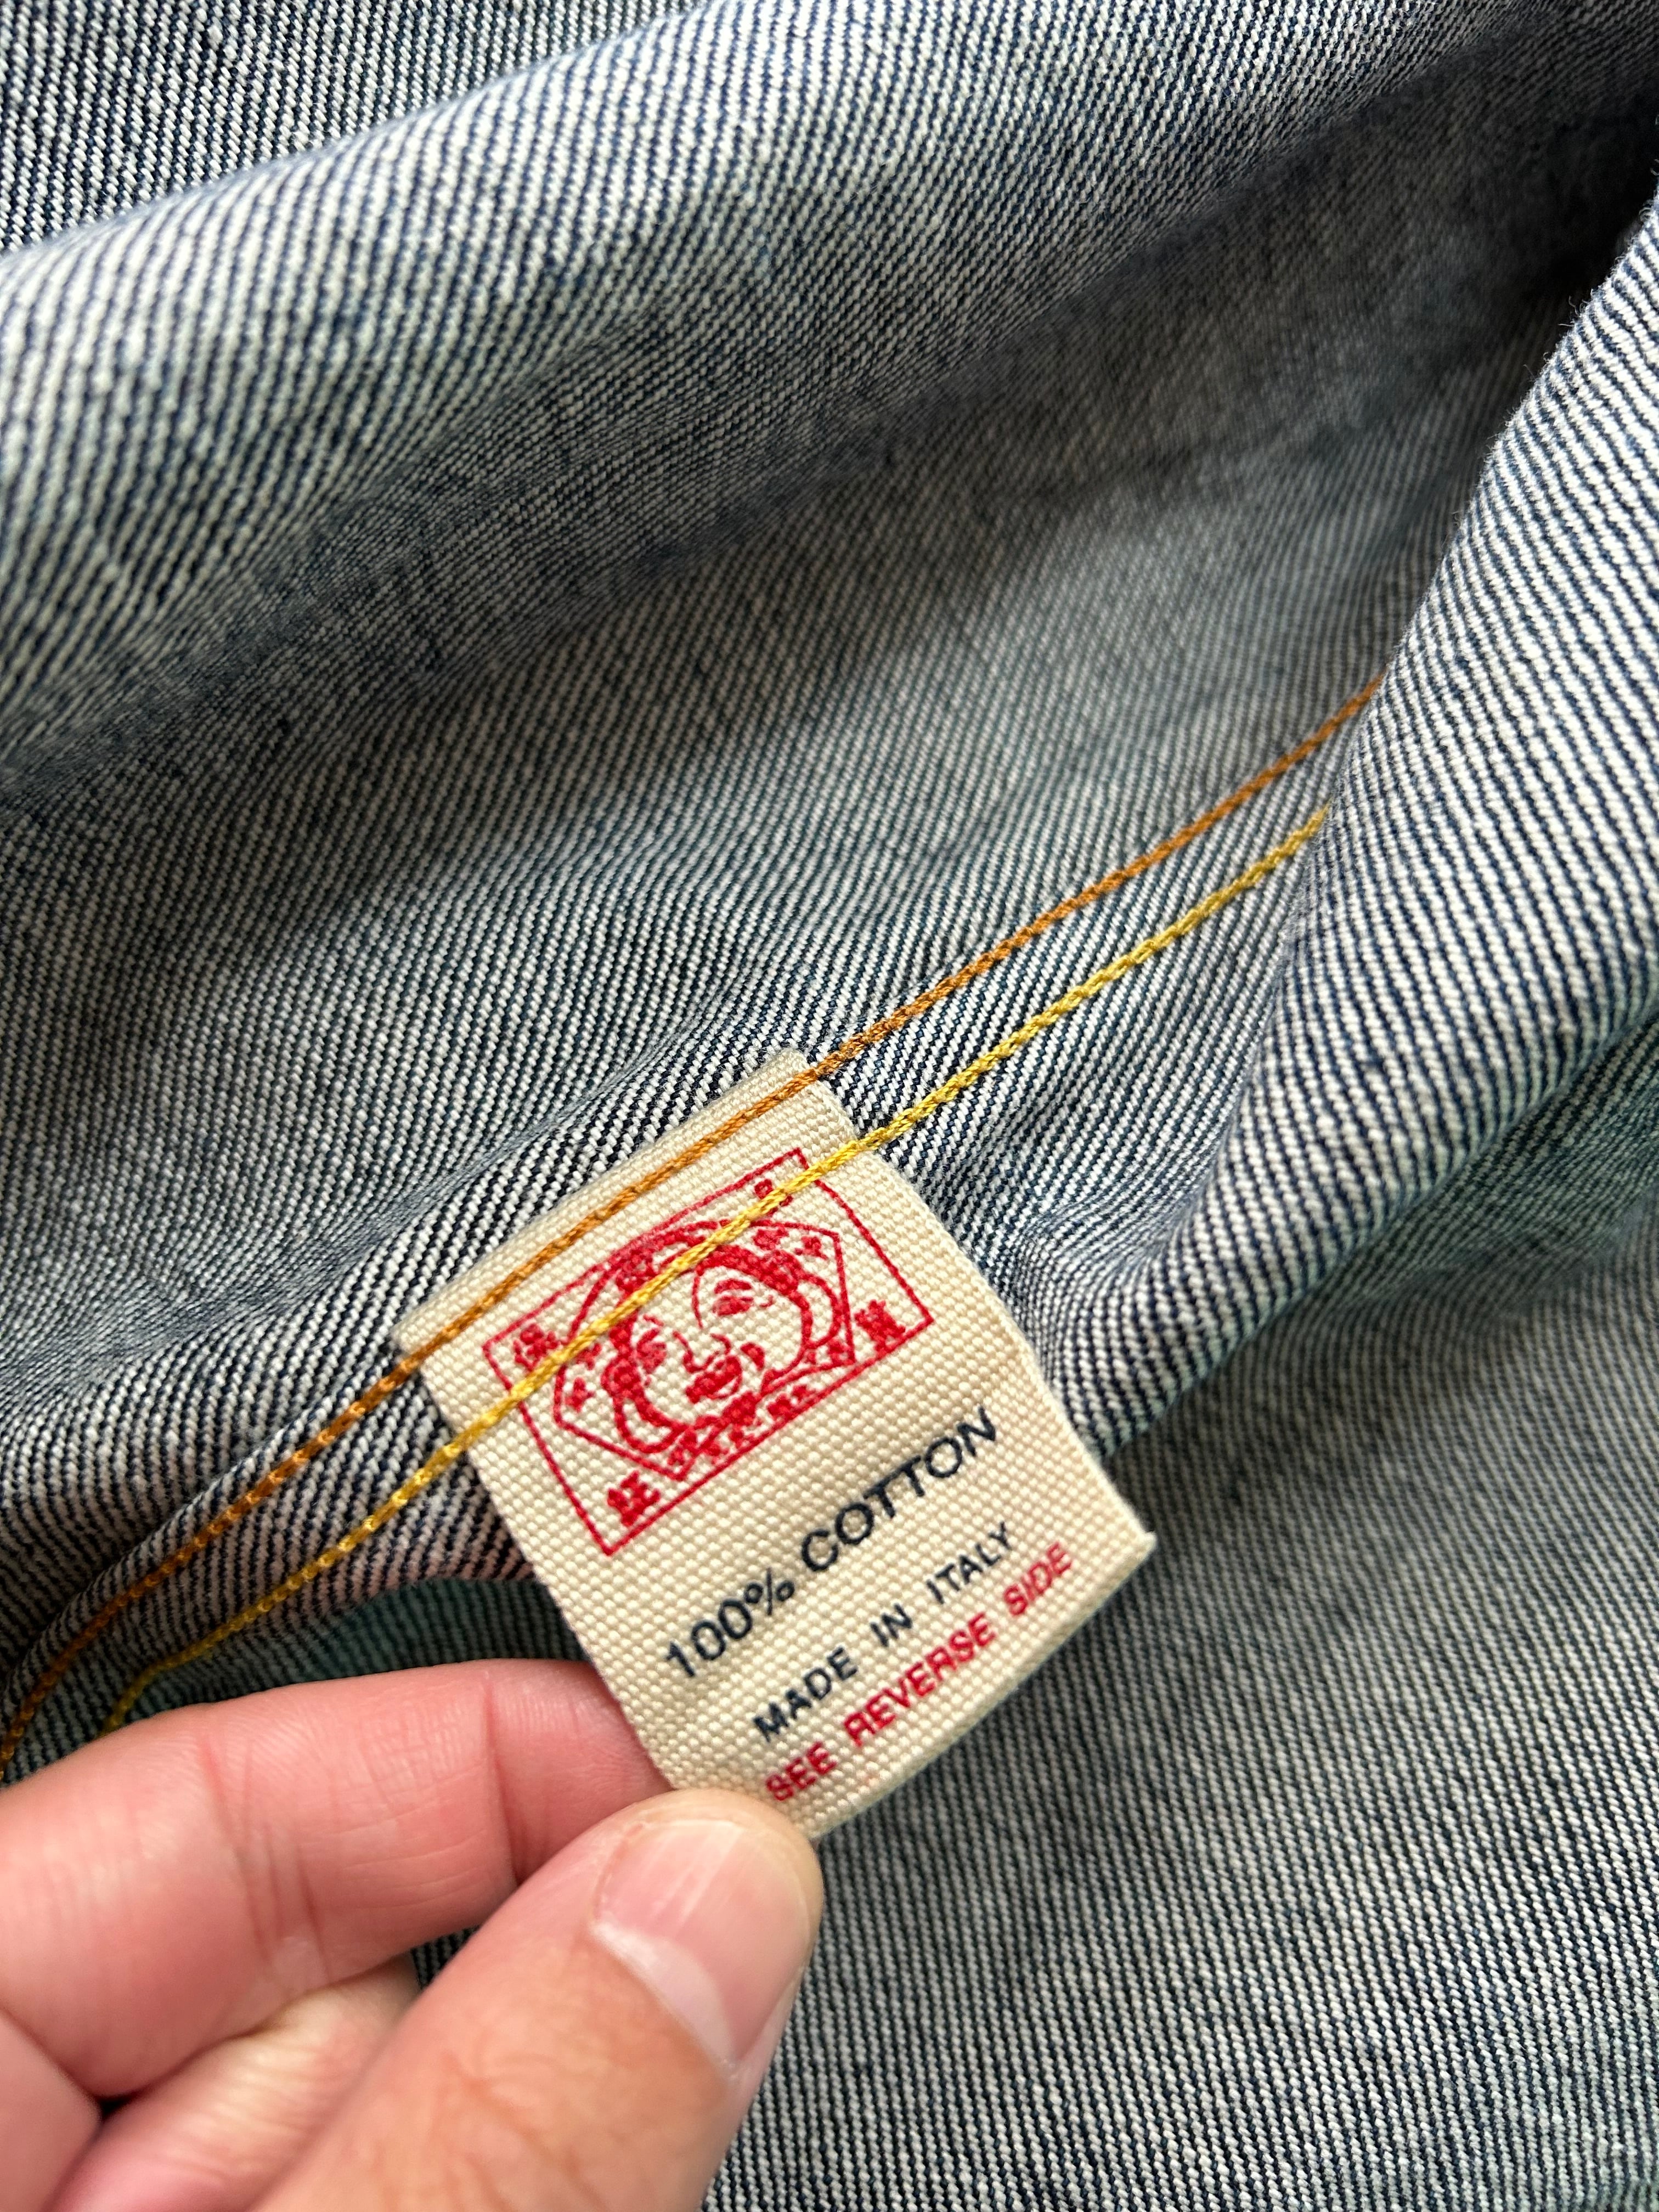 100% COTTON
MADE IN ITALY
SEE REVERSE SIDE